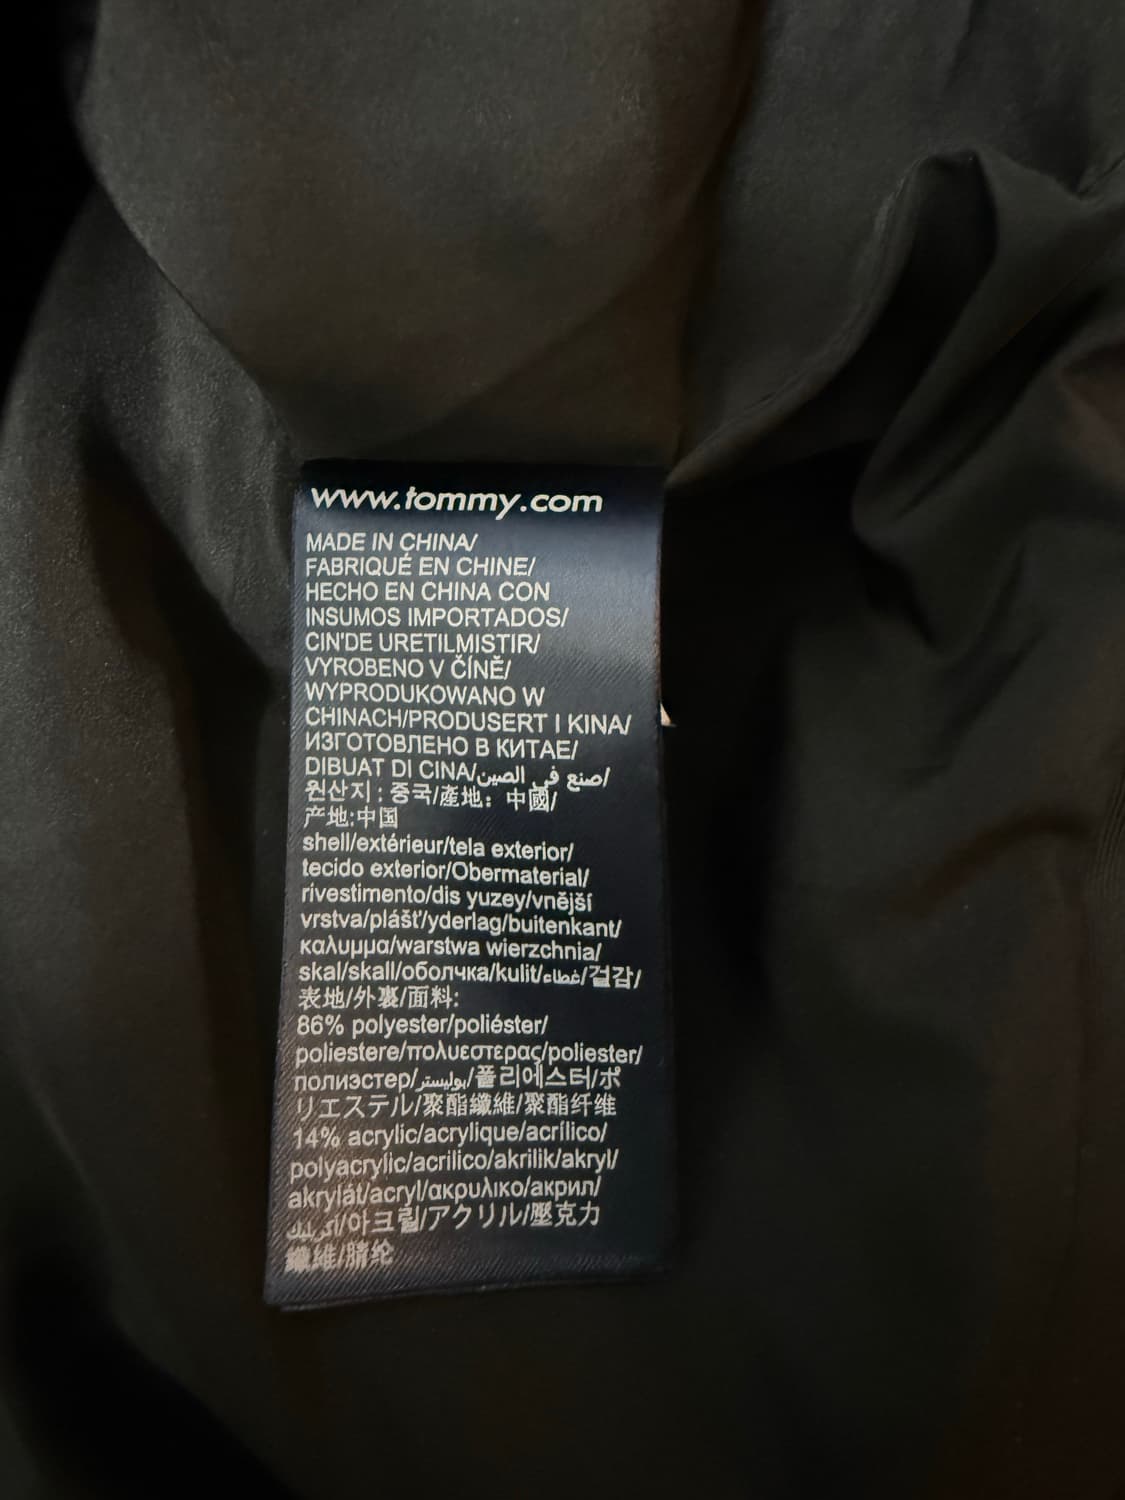 www.tommy.com
MADE IN CHINA/
FABRIQUÉ EN CHINE/
HECHO EN CHINA CON
INSUMOS IMPORTADOS/
CIN'DE URETILMISTIR/
VYROBENO V ČÍNĚ/
WYPRODUKOWANO W
CHINACH/PRODUSERT I KINA/
ИЗГОТОВЛЕНО В КИТАЕ/
DIBUAT DI CINA/صنع في الصين/
원산지 : 중국/產地: 中國/
产地:中国
shell/extérieur/tela exterior/
tecido exterior/Obermaterial/
rivestimento/dis yuzey/vnější
vrstva/plášť/yderlag/buitenkant/
καλυμμα/warstwa wierzchnia/
skal/skall/оболчка/kulit/غطاء/겉감/
表地/外裏/面料:
86% polyester/poliéster/
poliestere/πολυεστερας/poliester/
полиэстер/بوليستر/폴리에스터/ポ
リエステル/聚酯纖維/聚酯纤维
14% acrylic/acrylique/acrílico/
polyacrylic/acrilico/akrilik/akryl/
akrylát/acryl/ακρυλικο/акрил/
اكريليك/아크릴/アクリル/壓克力
纖維/腈纶